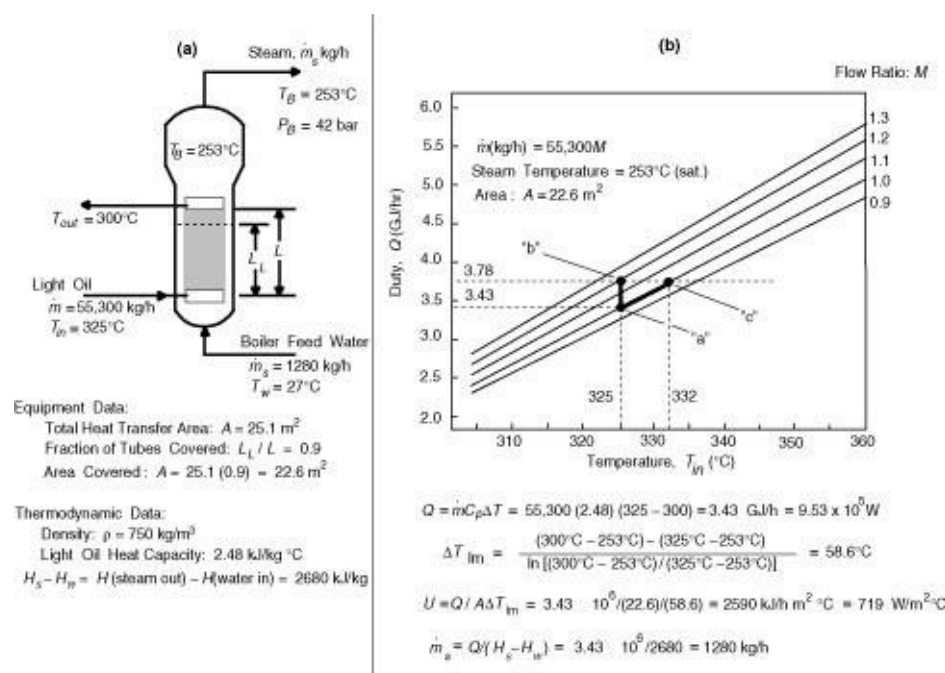 (a)
Steam, ṁs kg/h
TB = 253°C
PB = 42 bar
TB = 253°C
Tout = 300°C
LL
L
Light Oil
ṁ = 55,300 kg/h
Tin = 325°C
Boiler Feed Water
ṁs = 1280 kg/h
Tw = 27°C
Equipment Data:
Total Heat Transfer Area: A = 25.1 m²
Fraction of Tubes Covered: LL / L = 0.9
Area Covered: A = 25.1 (0.9) = 22.6 m²
Thermodynamic Data:
Density: ρ = 750 kg/m³
Light Oil Heat Capacity: 2.48 kJ/kg °C
Hs – Hw = H (steam out) – H(water in) = 2680 kJ/kg
(b)
Flow Ratio: M
6.0
5.5
5.0
4.5
4.0
3.5
3.0
2.5
2.0
Duty, Q (GJ/hr)
ṁ(kg/h) = 55,300M
Steam Temperature = 253°C (sat.)
Area : A = 22.6 m²
1.3
1.2
1.1
1.0
0.9
"b"
3.78
3.43
"c"
"a"
325
332
310
320
330
340
350
360
Temperature, Tin (°C)
Q = ṁCpΔT = 55,300 (2.48) (325 – 300) = 3.43 GJ/h = 9.53 x 10⁵W
ΔTlm = (300°C – 253°C) – (325°C –253°C) / ln [(300°C – 253°C) / (325°C – 253°C)] = 58.6°C
U = Q / AΔTlm = 3.43 10⁶/(22.6)/(58.6) = 2590 kJ/h m² °C = 719 W/m²°C
ṁs = Q/( Hs – Hw) = 3.43 10⁶/2680 = 1280 kg/h